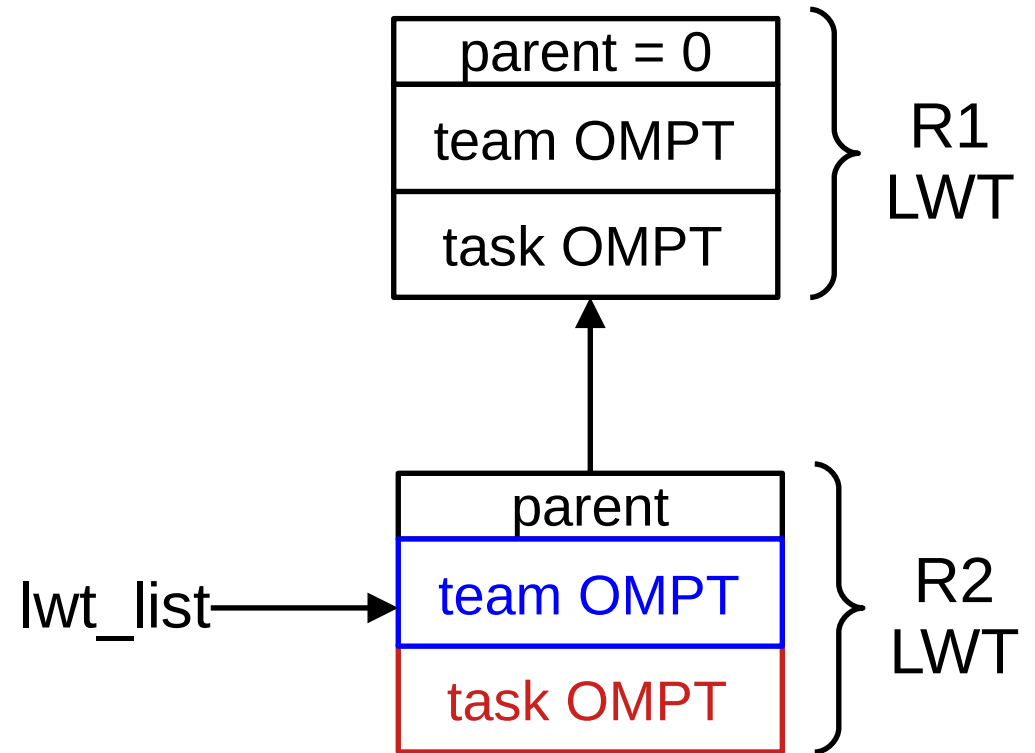 parent = 0
team OMPT
task OMPT
R1
LWT
parent
team OMPT
task OMPT
lwt_list
R2
LWT